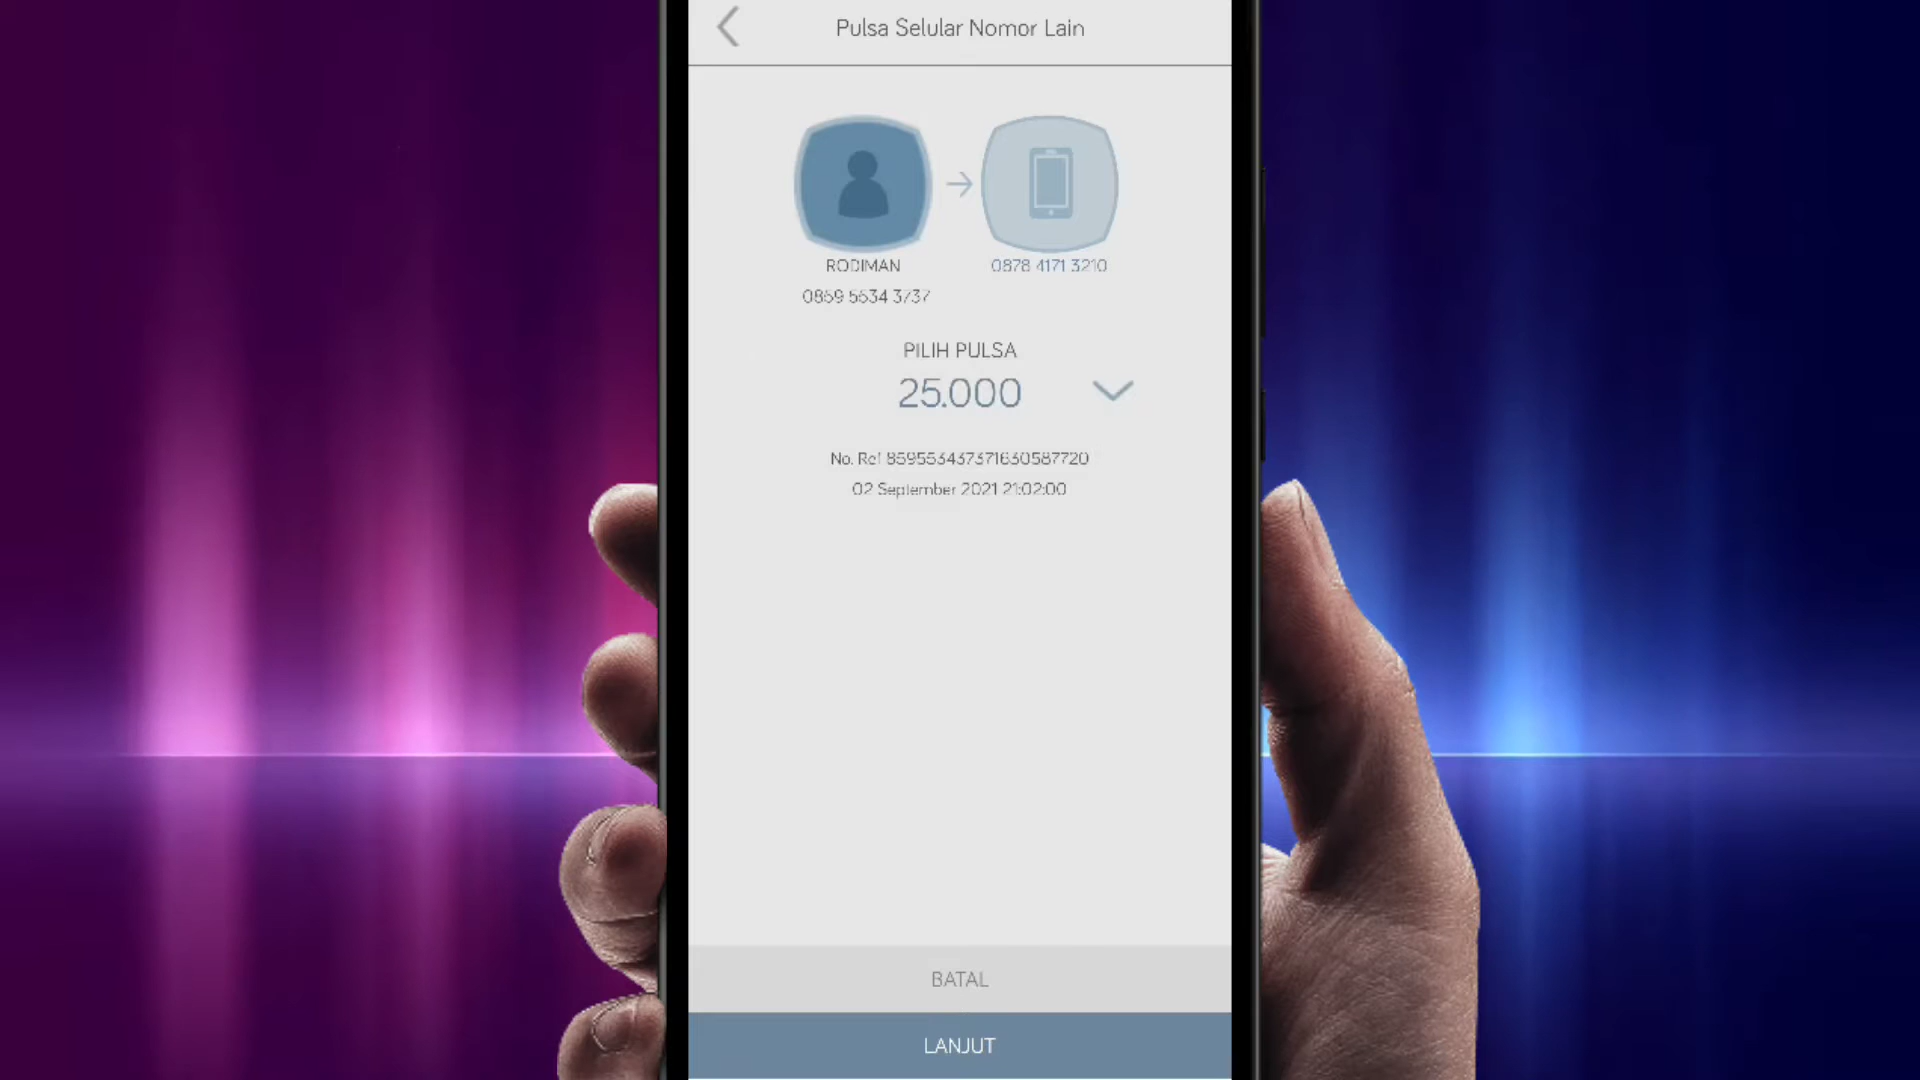 Pulsa Selular Nomor Lain
RODIMAN
0878 4171 3210
0859 5534 3737
PILIH PULSA
25.000
No. Ref 859553437371630587720
02 September 2021 21:02:00
BATAL
LANJUT